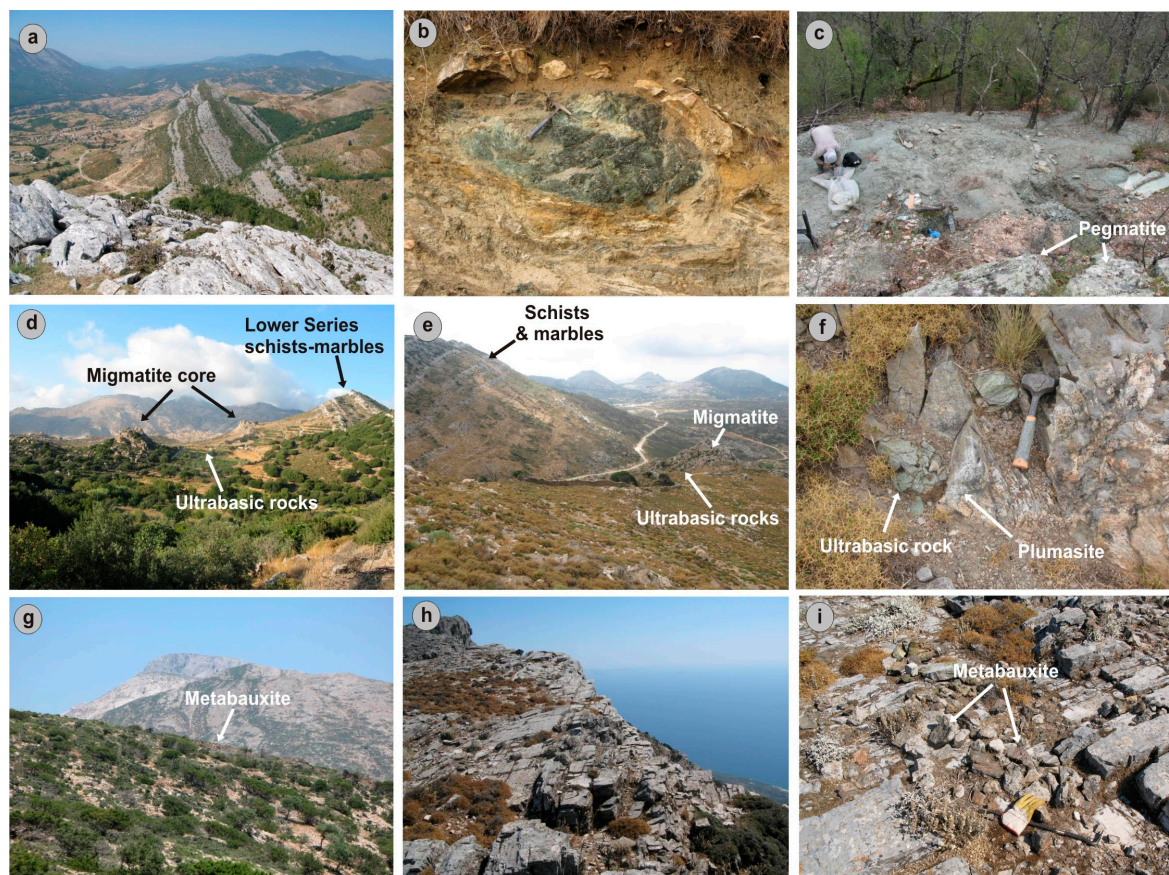 a
b
c
Pegmatite
d
Lower Series
schists-marbles
Migmatite core
Ultrabasic rocks
e
Schists
& marbles
Migmatite
Ultrabasic rocks
f
Ultrabasic rock
Plumasite
g
Metabauxite
h
i
Metabauxite